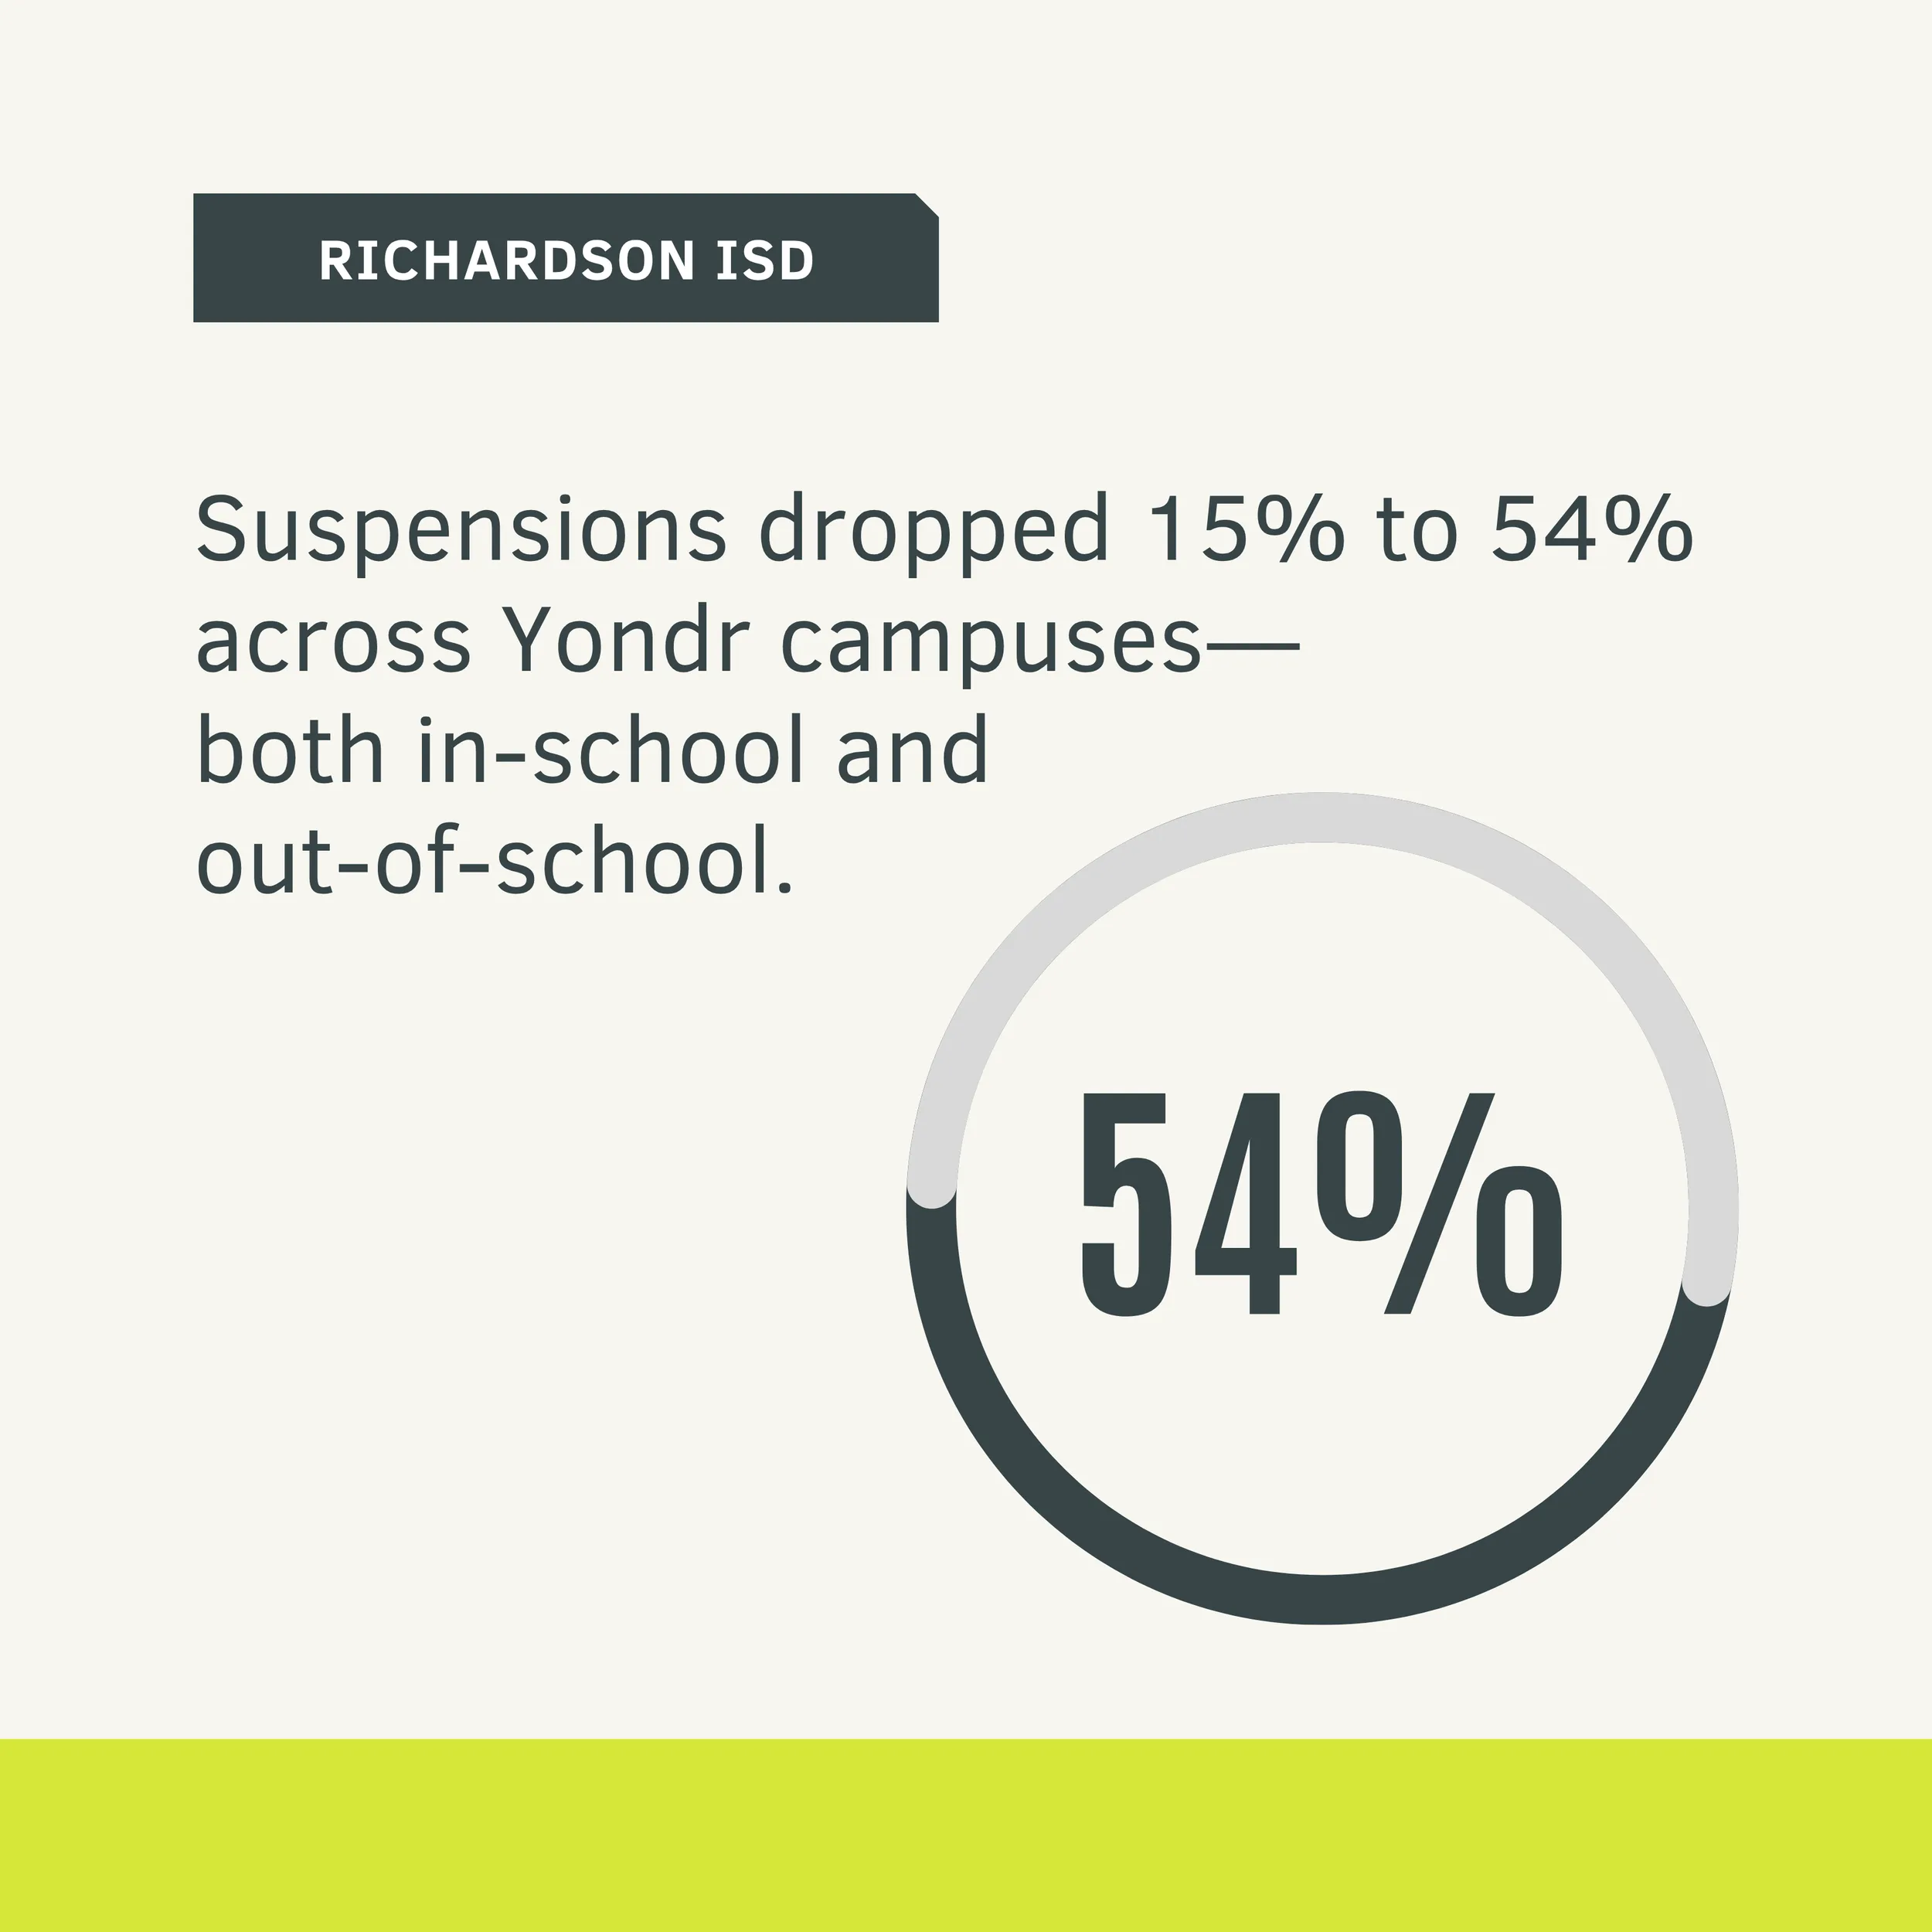 RICHARDSON ISD
Suspensions dropped 15% to 54%
across Yondr campuses—
both in-school and
out-of-school.
54%